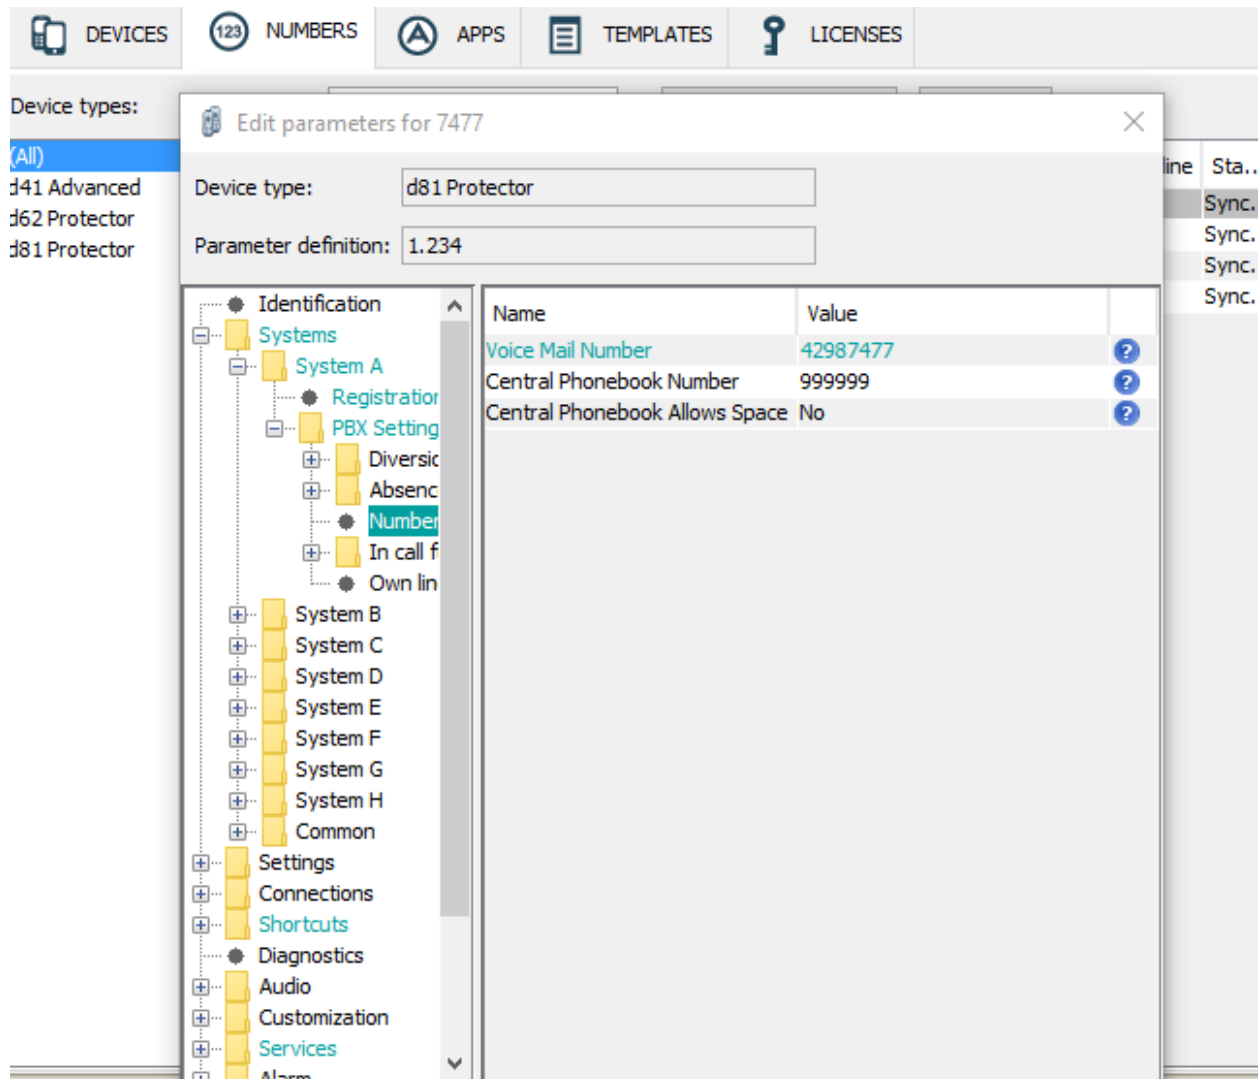 DEVICES 123 NUMBERS APPS TEMPLATES LICENSES
Device types:
(All)
d41 Advanced
d62 Protector
d81 Protector
Edit parameters for 7477
Device type: d81 Protector
Parameter definition: 1.234
Identification
Systems
System A
Registration
PBX Setting
Diversic
Absenc
Number
In call f
Own lin
System B
System C
System D
System E
System F
System G
System H
Common
Settings
Connections
Shortcuts
Diagnostics
Audio
Customization
Services
Alarm
Name Value
Voice Mail Number 42987477 ?
Central Phonebook Number 999999 ?
Central Phonebook Allows Space No ?
line Sta...
Sync.
Sync.
Sync.
Sync.